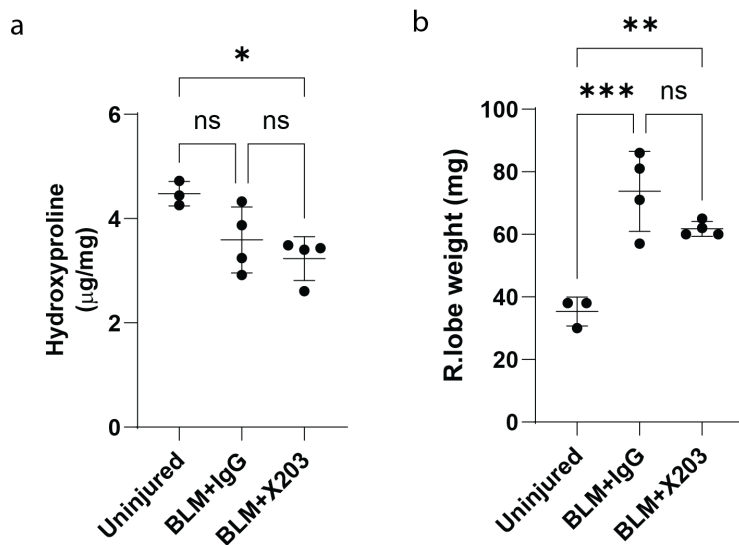 a
*
ns
ns
Hydroxyproline
(μg/mg)
6
4
2
0
Uninjured
BLM+IgG
BLM+X203
b
**
***
ns
R.lobe weight (mg)
100
80
60
40
20
0
Uninjured
BLM+IgG
BLM+X203